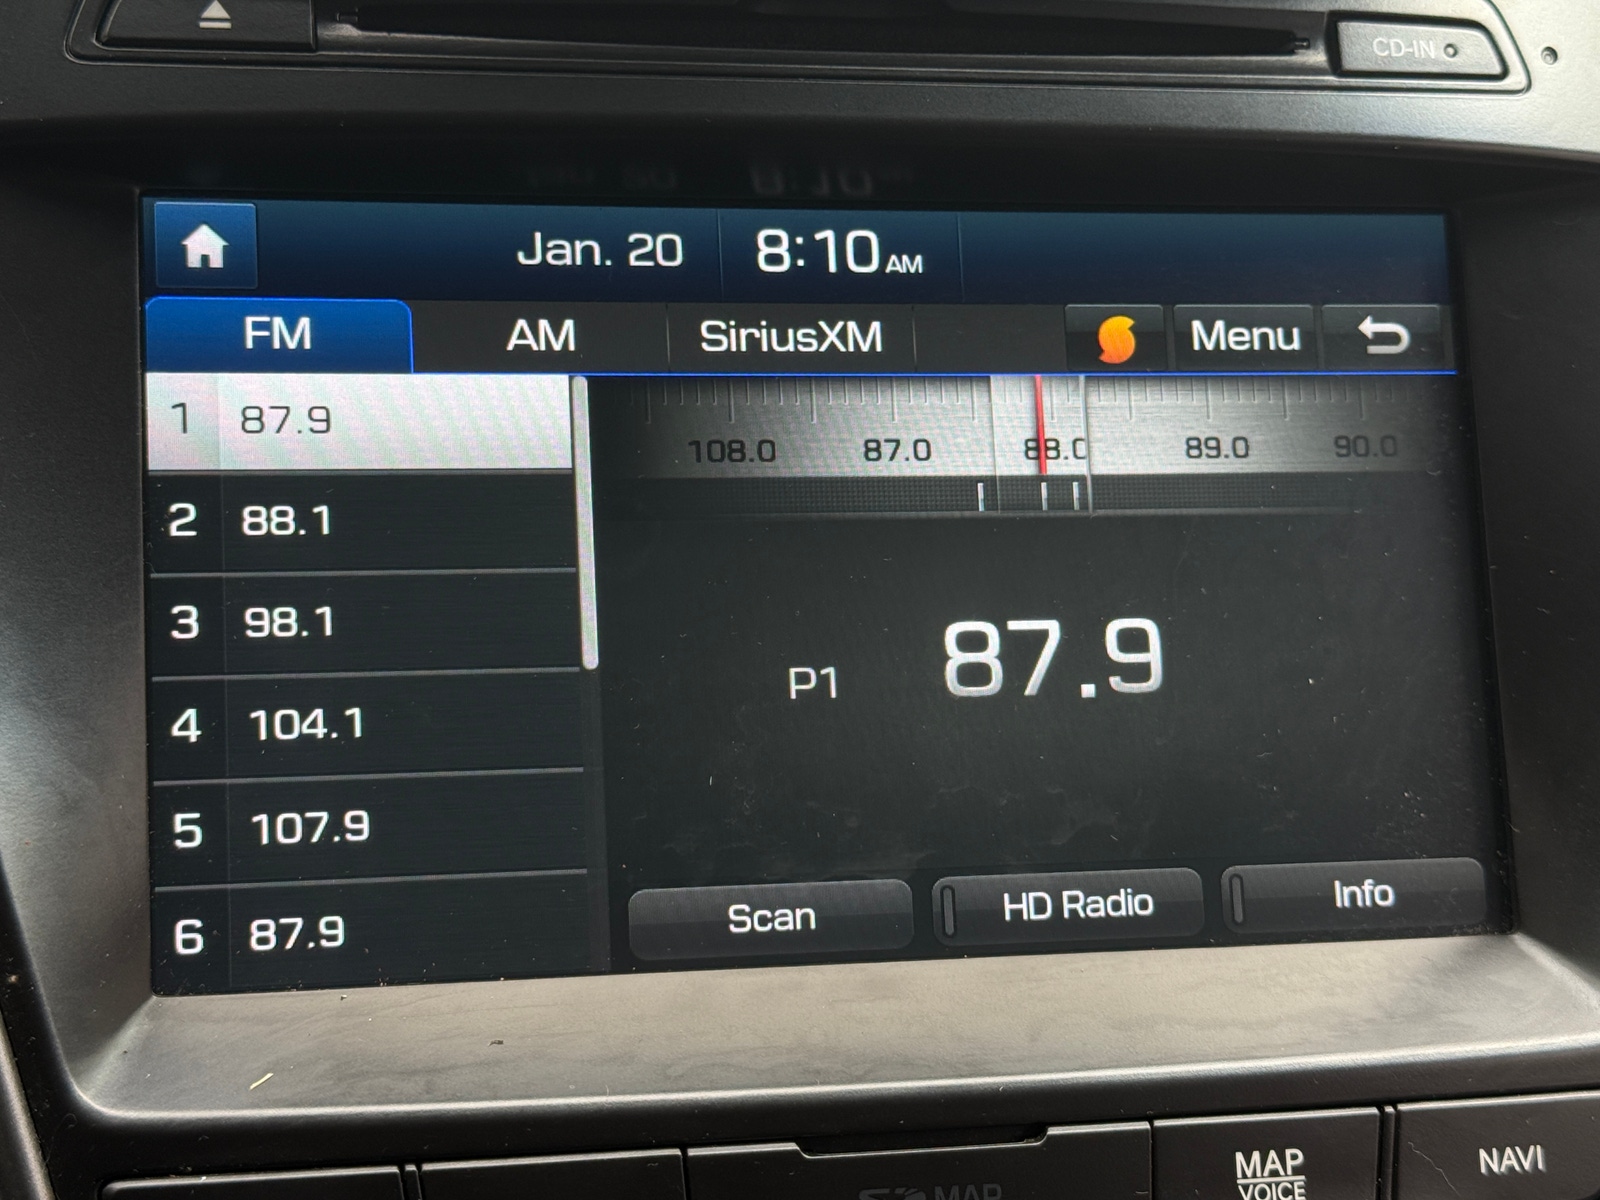 CD-IN
Jan. 20 8:10 AM
FM AM SiriusXM Menu
1 87.9
108.0 87.0 88.0 89.0 90.0
2 88.1
3 98.1
P1 87.9
4 104.1
5 107.9
6 87.9
Scan HD Radio Info
MAP
VOICE
NAVI
MAP